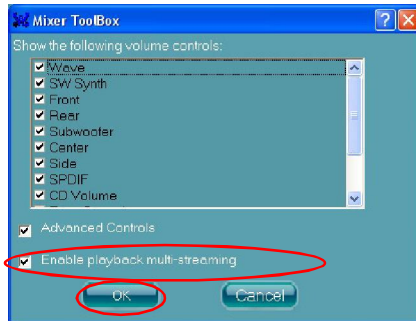 Mixer ToolBox
Show the following volume controls:
Wave
SW Synth
Front
Rear
Subwoofer
Center
Side
SPDIF
CD Volume
Advanced Controls
Enable playback multi-streaming
OK
Cancel